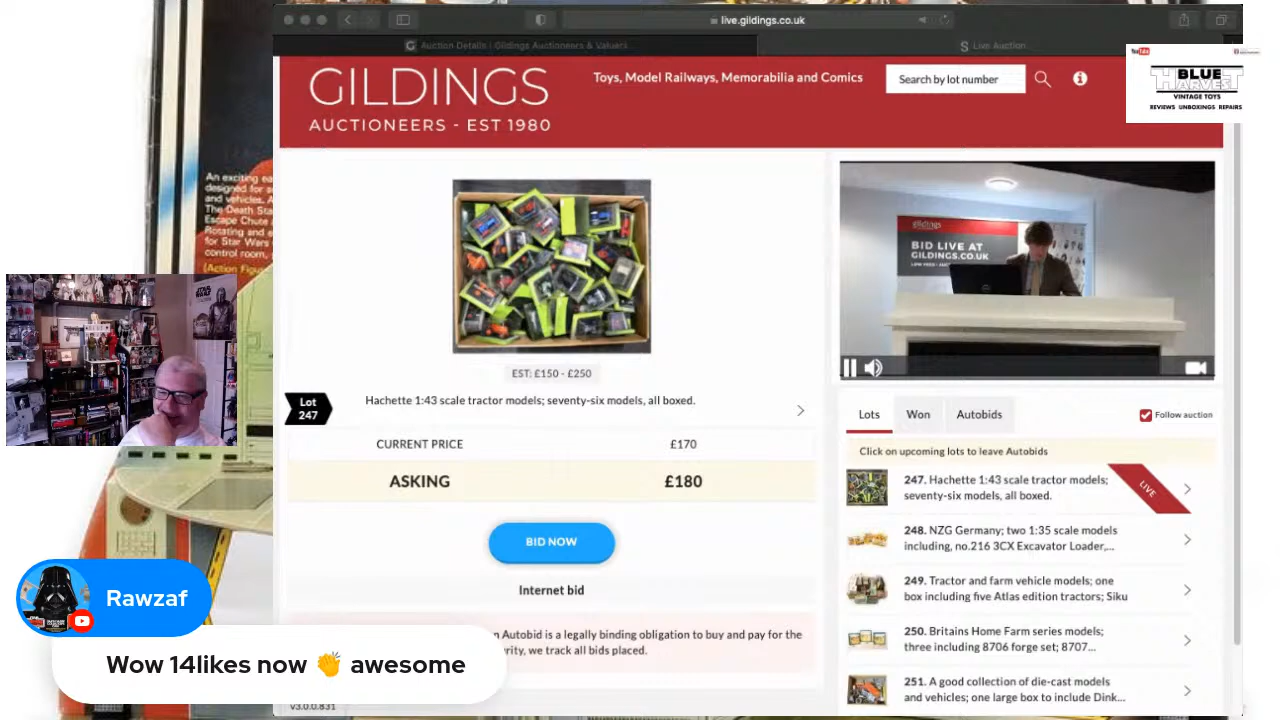 live.gildings.co.uk
G Auction Details | Gildings Auctioneers & Valuers...
S Live Auction
GILDINGS
AUCTIONEERS - EST 1980
Toys, Model Railways, Memorabilia and Comics
Search by lot number
YouTube
BLUE
HARVEST
VINTAGE TOYS
REVIEWS UNBOXINGS REPAIRS
An exciting
designed for
and vehicles. A
The Death Sta
Escape Chute
Rotating and e
for Star Wars
control room,
(Action Figu
STAR WARS
EST: £150 - £250
Lot
247
Hachette 1:43 scale tractor models; seventy-six models, all boxed.
CURRENT PRICE £170
ASKING £180
BID NOW
Internet bid
n Autobid is a legally binding obligation to buy and pay for the
urity, we track all bids placed.
v3.0.0.831
gildings
BID LIVE AT
GILDINGS.CO.UK
Lots Won Autobids
Follow auction
Click on upcoming lots to leave Autobids
247. Hachette 1:43 scale tractor models;
seventy-six models, all boxed.
LIVE
248. NZG Germany; two 1:35 scale models
including, no.216 3CX Excavator Loader,...
249. Tractor and farm vehicle models; one
box including five Atlas edition tractors; Siku
250. Britains Home Farm series models;
three including 8706 forge set; 8707...
251. A good collection of die-cast models
and vehicles; one large box to include Dink...
Rawzaf
Wow 14likes now 👏 awesome